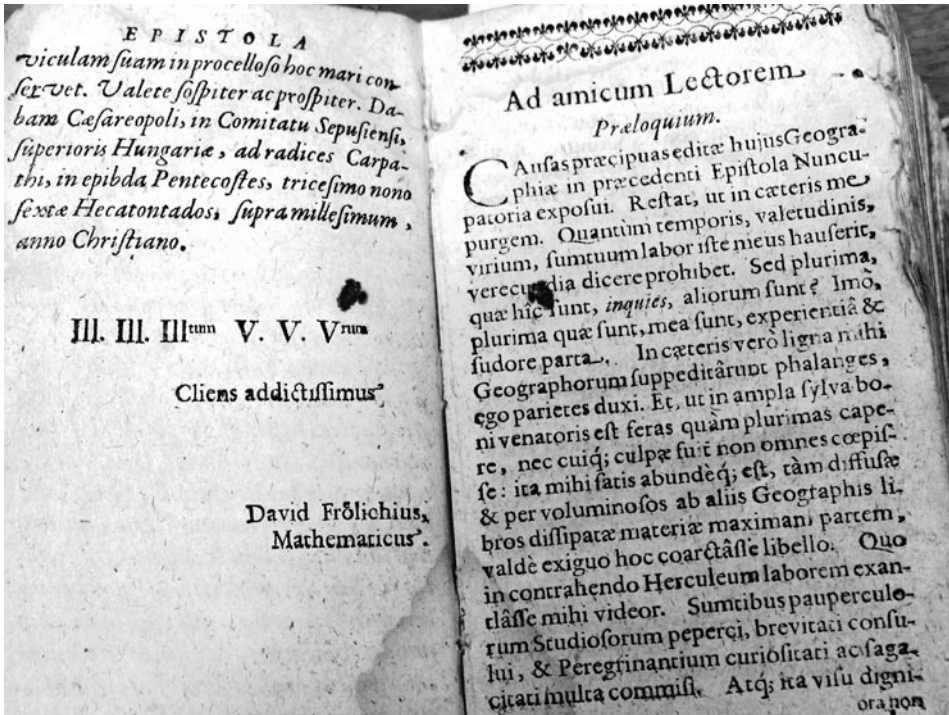 EPISTOLA
viculam suam in procelloso hoc mari con-
servet. Valete sospiter ac prospiter. Da-
bam Cæsareopoli, in Comitatu Sepusiensi,
superioris Hungariæ, ad radices Carpa-
thi, in epibda Pentecostes, tricesimo nono
sextæ Hecatontados, supra millesimum,
anno Christiano.
Ill. Ill. Ill V. V. Vrum
Cliens addictissimus
David Frölichius,
Mathematicus.
Ad amicum Lectorem
Præloquium.
CAusas præcipuas editæ hujus Geogra-
phiæ in præcedenti Epistola Nuncu-
patoria exposui. Restat, ut in cæteris me
purgem. Quantùm temporis, valetudinis,
virium, sumtuum labor iste meus hauserit,
dicere prohibet. Sed plurima,
quæ hîc sunt, inquies, aliorum sunt? Imò,
plurima quæ sunt, mea sunt, experientiâ &
sudore parta. In cæteris verò ligna mihi
Geographorum suppeditârunt phalanges,
ego parietes duxi. Et, ut in ampla sylva bo-
ni venatoris est feras quàm plurimas cape-
re, nec cuiq; culpæ fuit non omnes cœpis-
se: ita mihi satis abundèq; est, tàm diffusæ
& per voluminosos ab aliis Geographis li-
bros dissipatæ materiæ maximam partem,
valdè exiguo hoc coarctâsse libello. Quo
in contrahendo Herculeum laborem exan-
tlâsse mihi videor. Sumtibus pauperculo-
rum Studiosorum peperci, brevitati consu-
lui, & Peregrinantium curiositati ac saga-
citati multa commisi. Atq; ita visu digni-
ora non